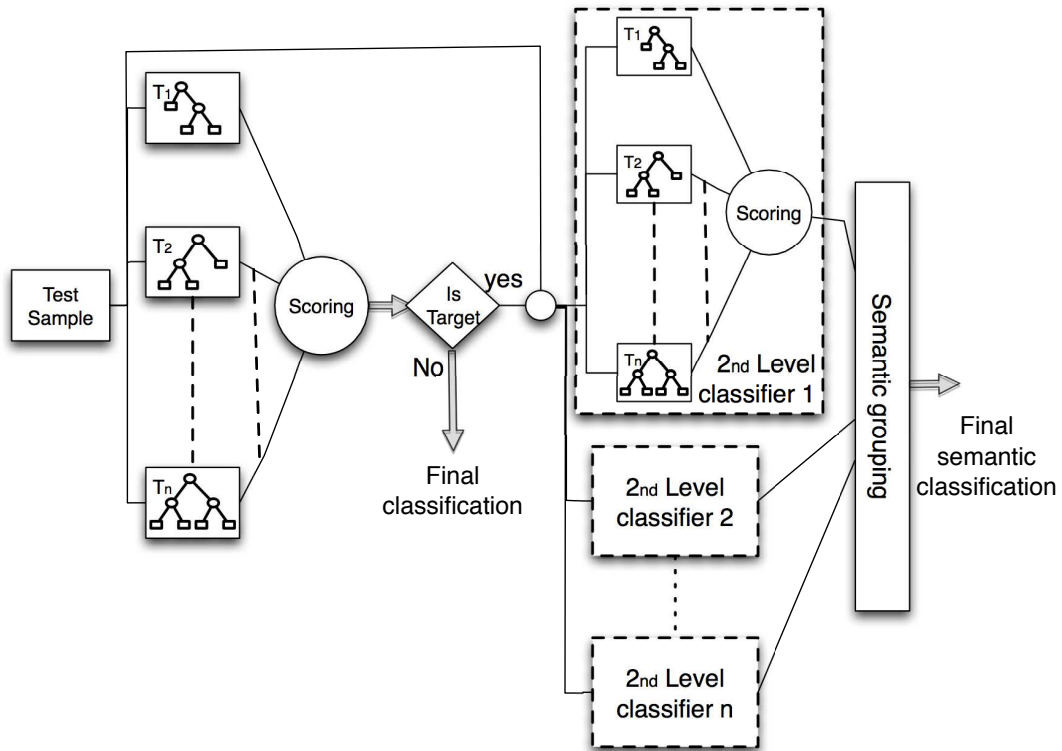 Test
Sample
T1
T2
Tn
Scoring
Is
Target
yes
No
Final
classification
T1
T2
Tn
Scoring
2nd Level
classifier 1
2nd Level
classifier 2
2nd Level
classifier n
Semantic grouping
Final
semantic
classification